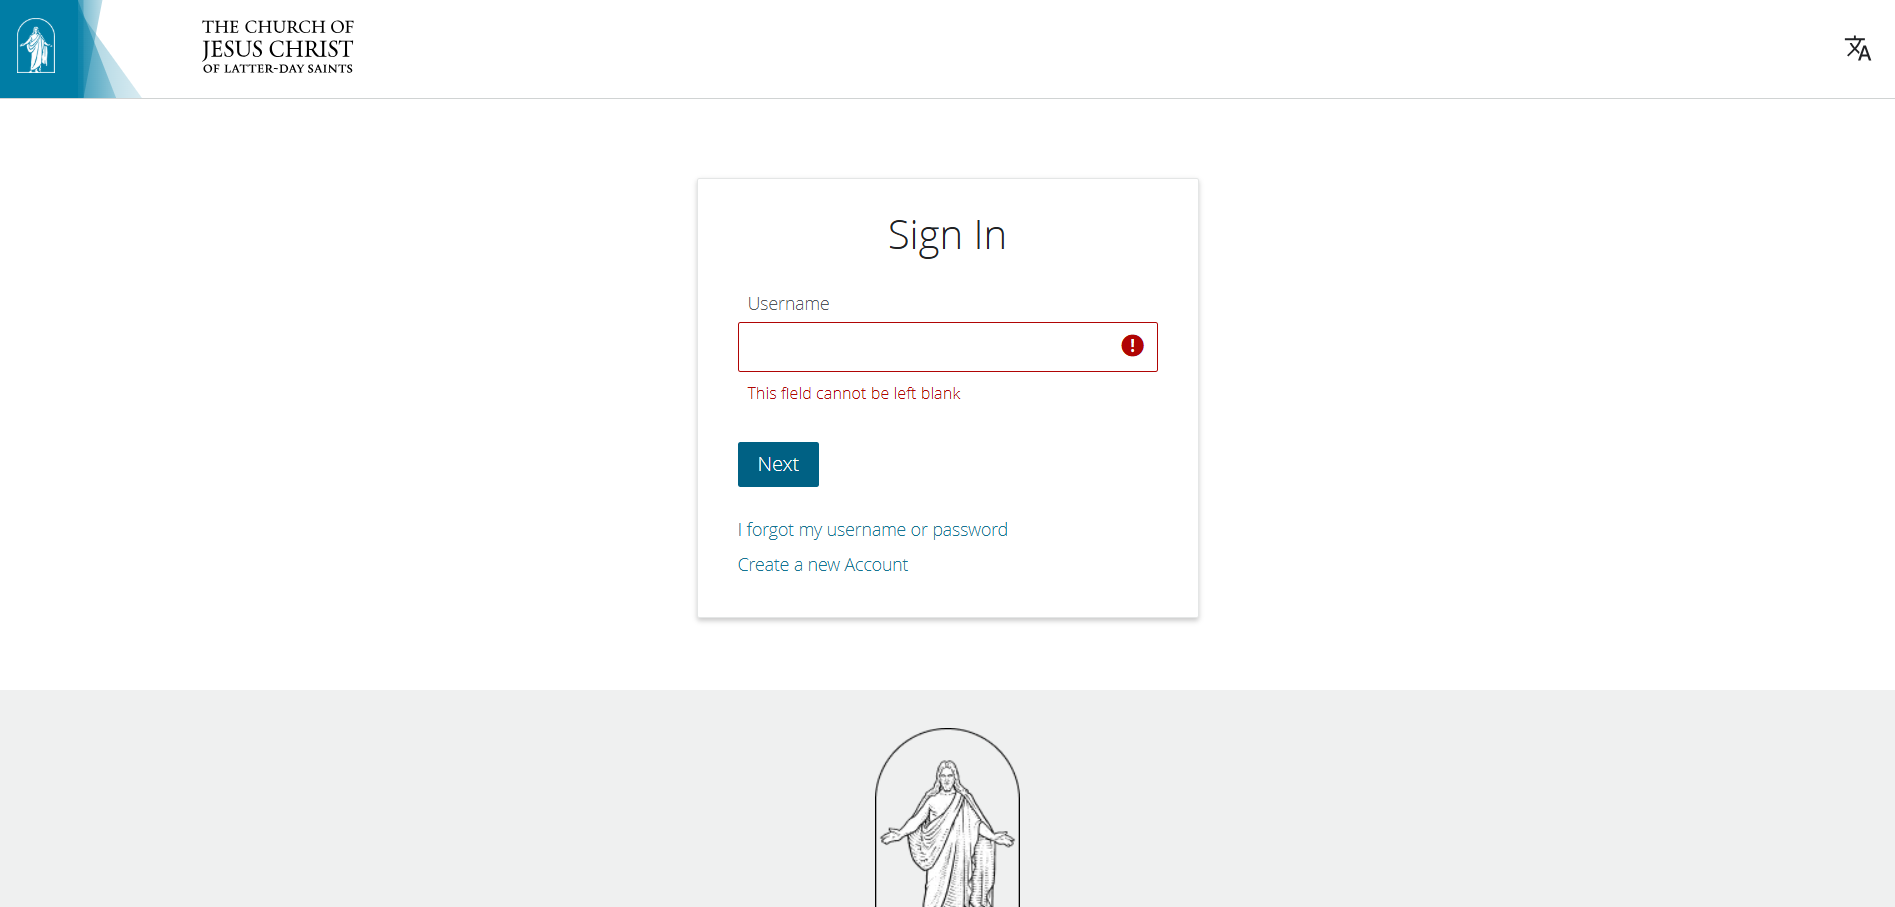 THE CHURCH OF
JESUS CHRIST
OF LATTER-DAY SAINTS
Sign In
Username
This field cannot be left blank
Next
I forgot my username or password
Create a new Account